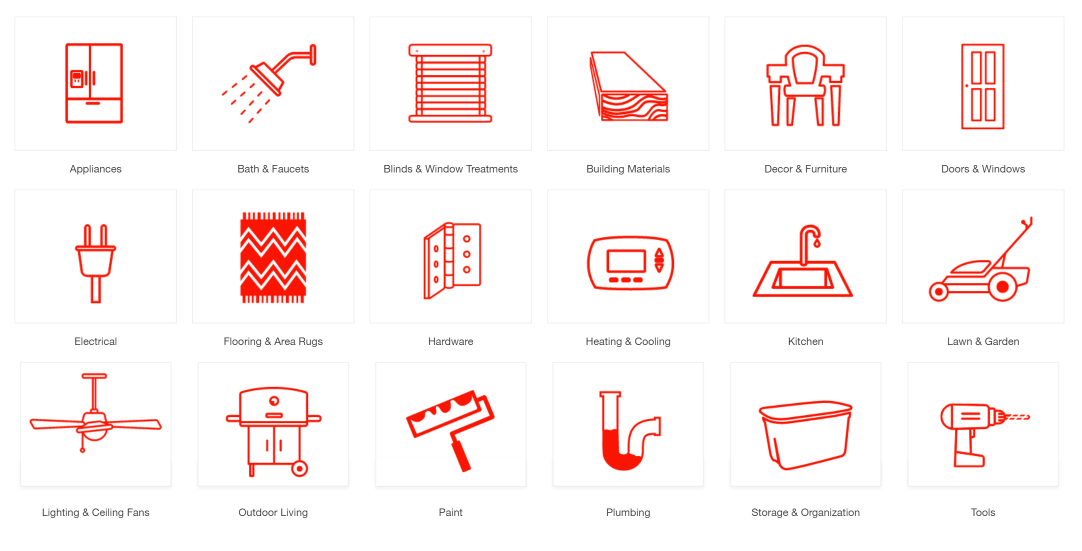 Appliances
Bath & Faucets
Blinds & Window Treatments
Building Materials
Decor & Furniture
Doors & Windows
Electrical
Flooring & Area Rugs
Hardware
Heating & Cooling
Kitchen
Lawn & Garden
Lighting & Ceiling Fans
Outdoor Living
Paint
Plumbing
Storage & Organization
Tools